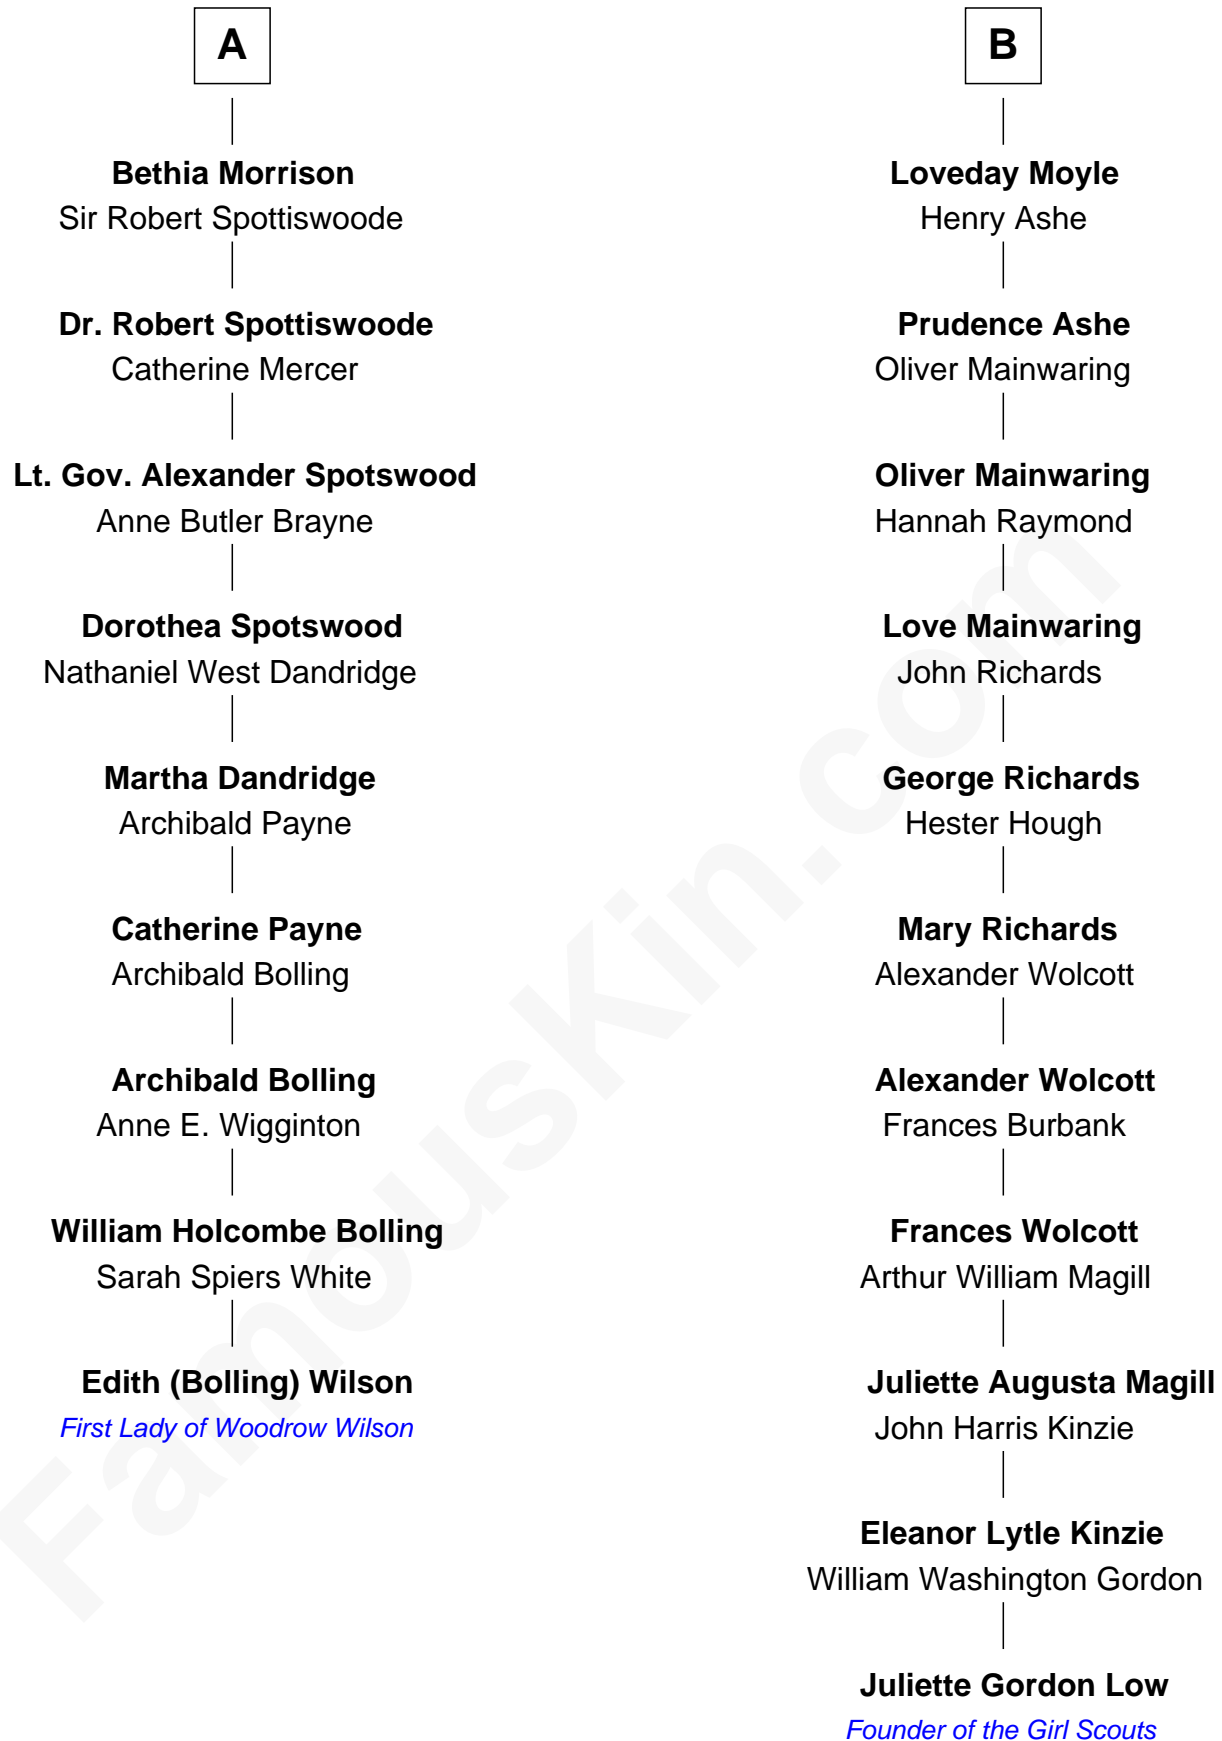 A
Bethia Morrison
Sir Robert Spottiswoode
Dr. Robert Spottiswoode
Catherine Mercer
Lt. Gov. Alexander Spotswood
Anne Butler Brayne
Dorothea Spotswood
Nathaniel West Dandridge
Martha Dandridge
Archibald Payne
Catherine Payne
Archibald Bolling
Archibald Bolling
Anne E. Wigginton
William Holcombe Bolling
Sarah Spiers White
Edith (Bolling) Wilson
First Lady of Woodrow Wilson
B
Loveday Moyle
Henry Ashe
Prudence Ashe
Oliver Mainwaring
Oliver Mainwaring
Hannah Raymond
Love Mainwaring
John Richards
George Richards
Hester Hough
Mary Richards
Alexander Wolcott
Alexander Wolcott
Frances Burbank
Frances Wolcott
Arthur William Magill
Juliette Augusta Magill
John Harris Kinzie
Eleanor Lytle Kinzie
William Washington Gordon
Juliette Gordon Low
Founder of the Girl Scouts
FamousKin.com